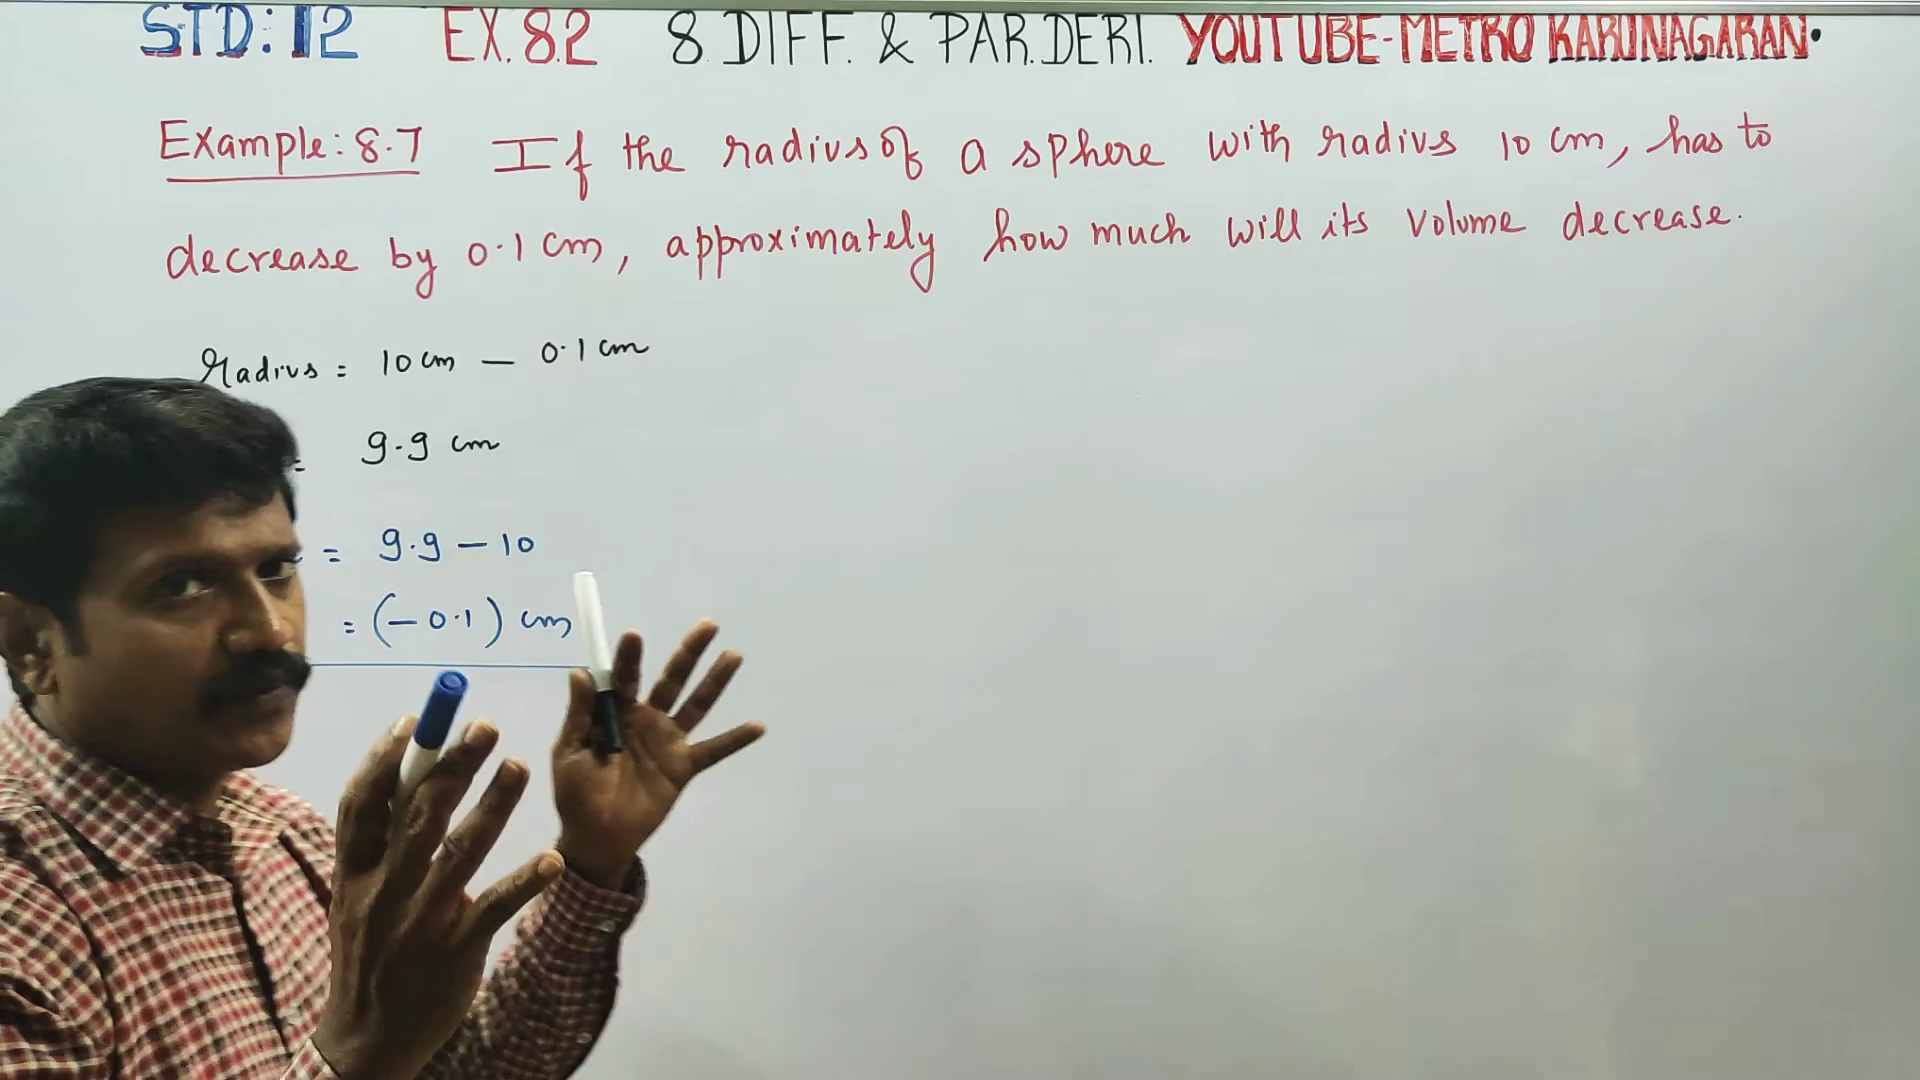 STD: 12 EX. 8.2 8. DIFF. & PAR. DERI. YOUTUBE-METRO KARUNAGARAN.
Example: 8.7 If the radius of a sphere with radius 10 cm, has to
decrease by 0.1 cm, approximately how much will its volume decrease.
Radius = 10 cm — 0.1 cm
= 9.9 cm
= 9.9 — 10
= (— 0.1) cm